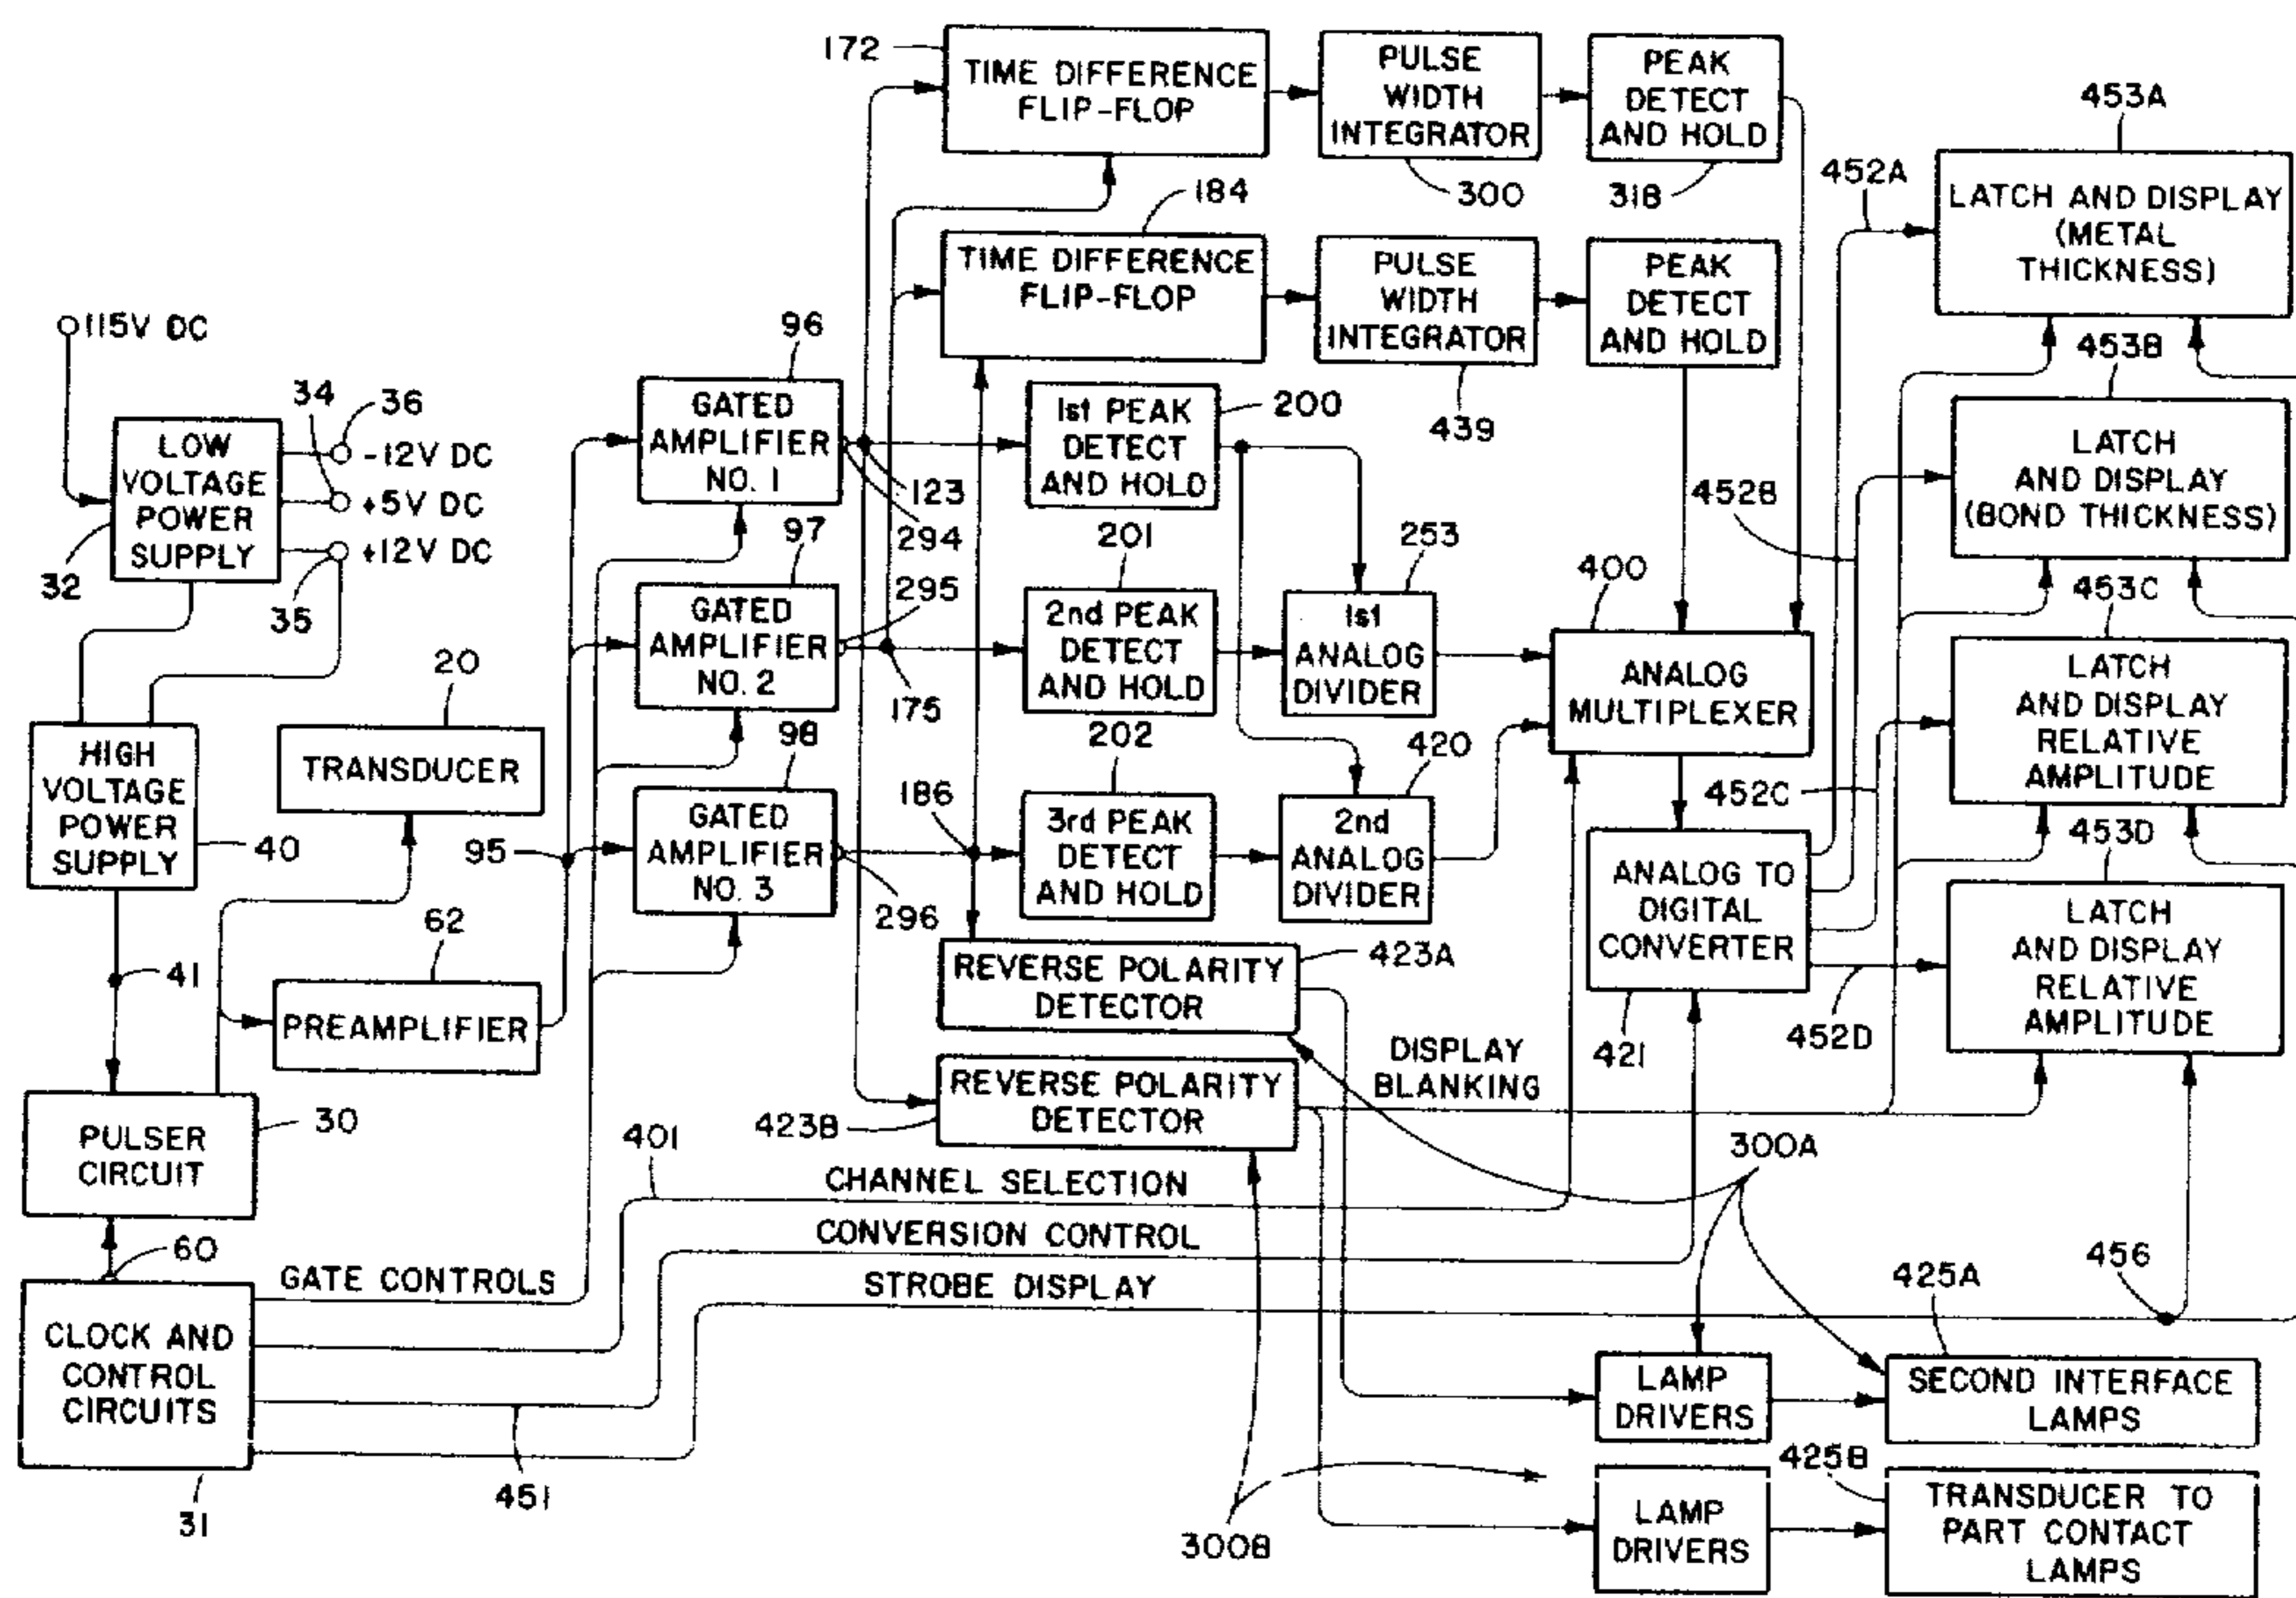 172
TIME DIFFERENCE
FLIP-FLOP
PULSE
WIDTH
INTEGRATOR
300
PEAK
DETECT
AND HOLD
318
453A
452A
LATCH AND DISPLAY
(METAL
THICKNESS)
184
TIME DIFFERENCE
FLIP-FLOP
PULSE
WIDTH
INTEGRATOR
439
PEAK
DETECT
AND HOLD
115V DC
34
36
-12V DC
+5V DC
+12V DC
35
LOW
VOLTAGE
POWER
SUPPLY
32
96
GATED
AMPLIFIER
NO. 1
123
294
1st PEAK
DETECT
AND HOLD
200
453B
452B
LATCH
AND DISPLAY
(BOND THICKNESS)
97
GATED
AMPLIFIER
NO. 2
295
175
201
2nd PEAK
DETECT
AND HOLD
253
1st
ANALOG
DIVIDER
400
ANALOG
MULTIPLEXER
453C
LATCH
AND DISPLAY
RELATIVE
AMPLITUDE
452C
20
TRANSDUCER
HIGH
VOLTAGE
POWER
SUPPLY
40
95
98
GATED
AMPLIFIER
NO. 3
186
296
202
3rd PEAK
DETECT
AND HOLD
420
2nd
ANALOG
DIVIDER
ANALOG TO
DIGITAL
CONVERTER
421
453D
LATCH
AND DISPLAY
RELATIVE
AMPLITUDE
452D
41
62
PREAMPLIFIER
REVERSE POLARITY
DETECTOR
423A
DISPLAY
BLANKING
REVERSE POLARITY
DETECTOR
423B
PULSER
CIRCUIT
30
60
401
CHANNEL SELECTION
CONVERSION CONTROL
GATE CONTROLS
STROBE DISPLAY
300A
456
CLOCK AND
CONTROL
CIRCUITS
31
451
300B
LAMP
DRIVERS
425A
SECOND INTERFACE
LAMPS
LAMP
DRIVERS
425B
TRANSDUCER TO
PART CONTACT
LAMPS